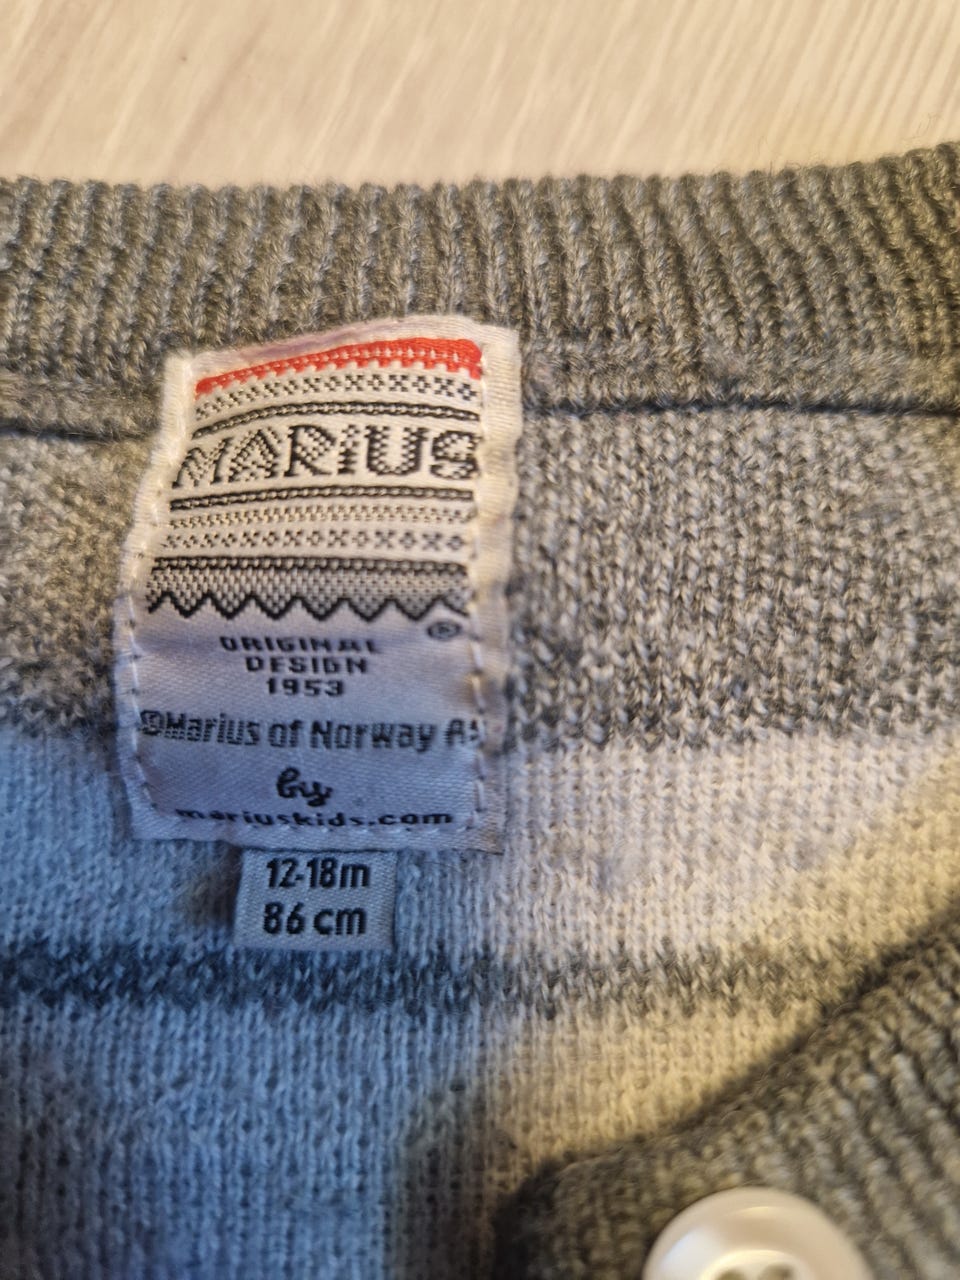 MARiUS
®
ORIGINAL
DESIGN
1953
©Marius of Norway AS
by
mariuskids.com
12-18m
86 cm